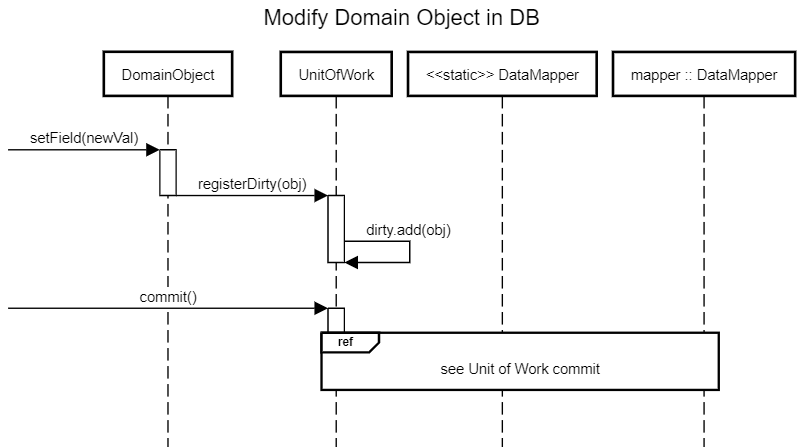 Modify Domain Object in DB
DomainObject
UnitOfWork
<<static>> DataMapper
mapper :: DataMapper
setField(newVal)
registerDirty(obj)
dirty.add(obj)
commit()
ref
see Unit of Work commit